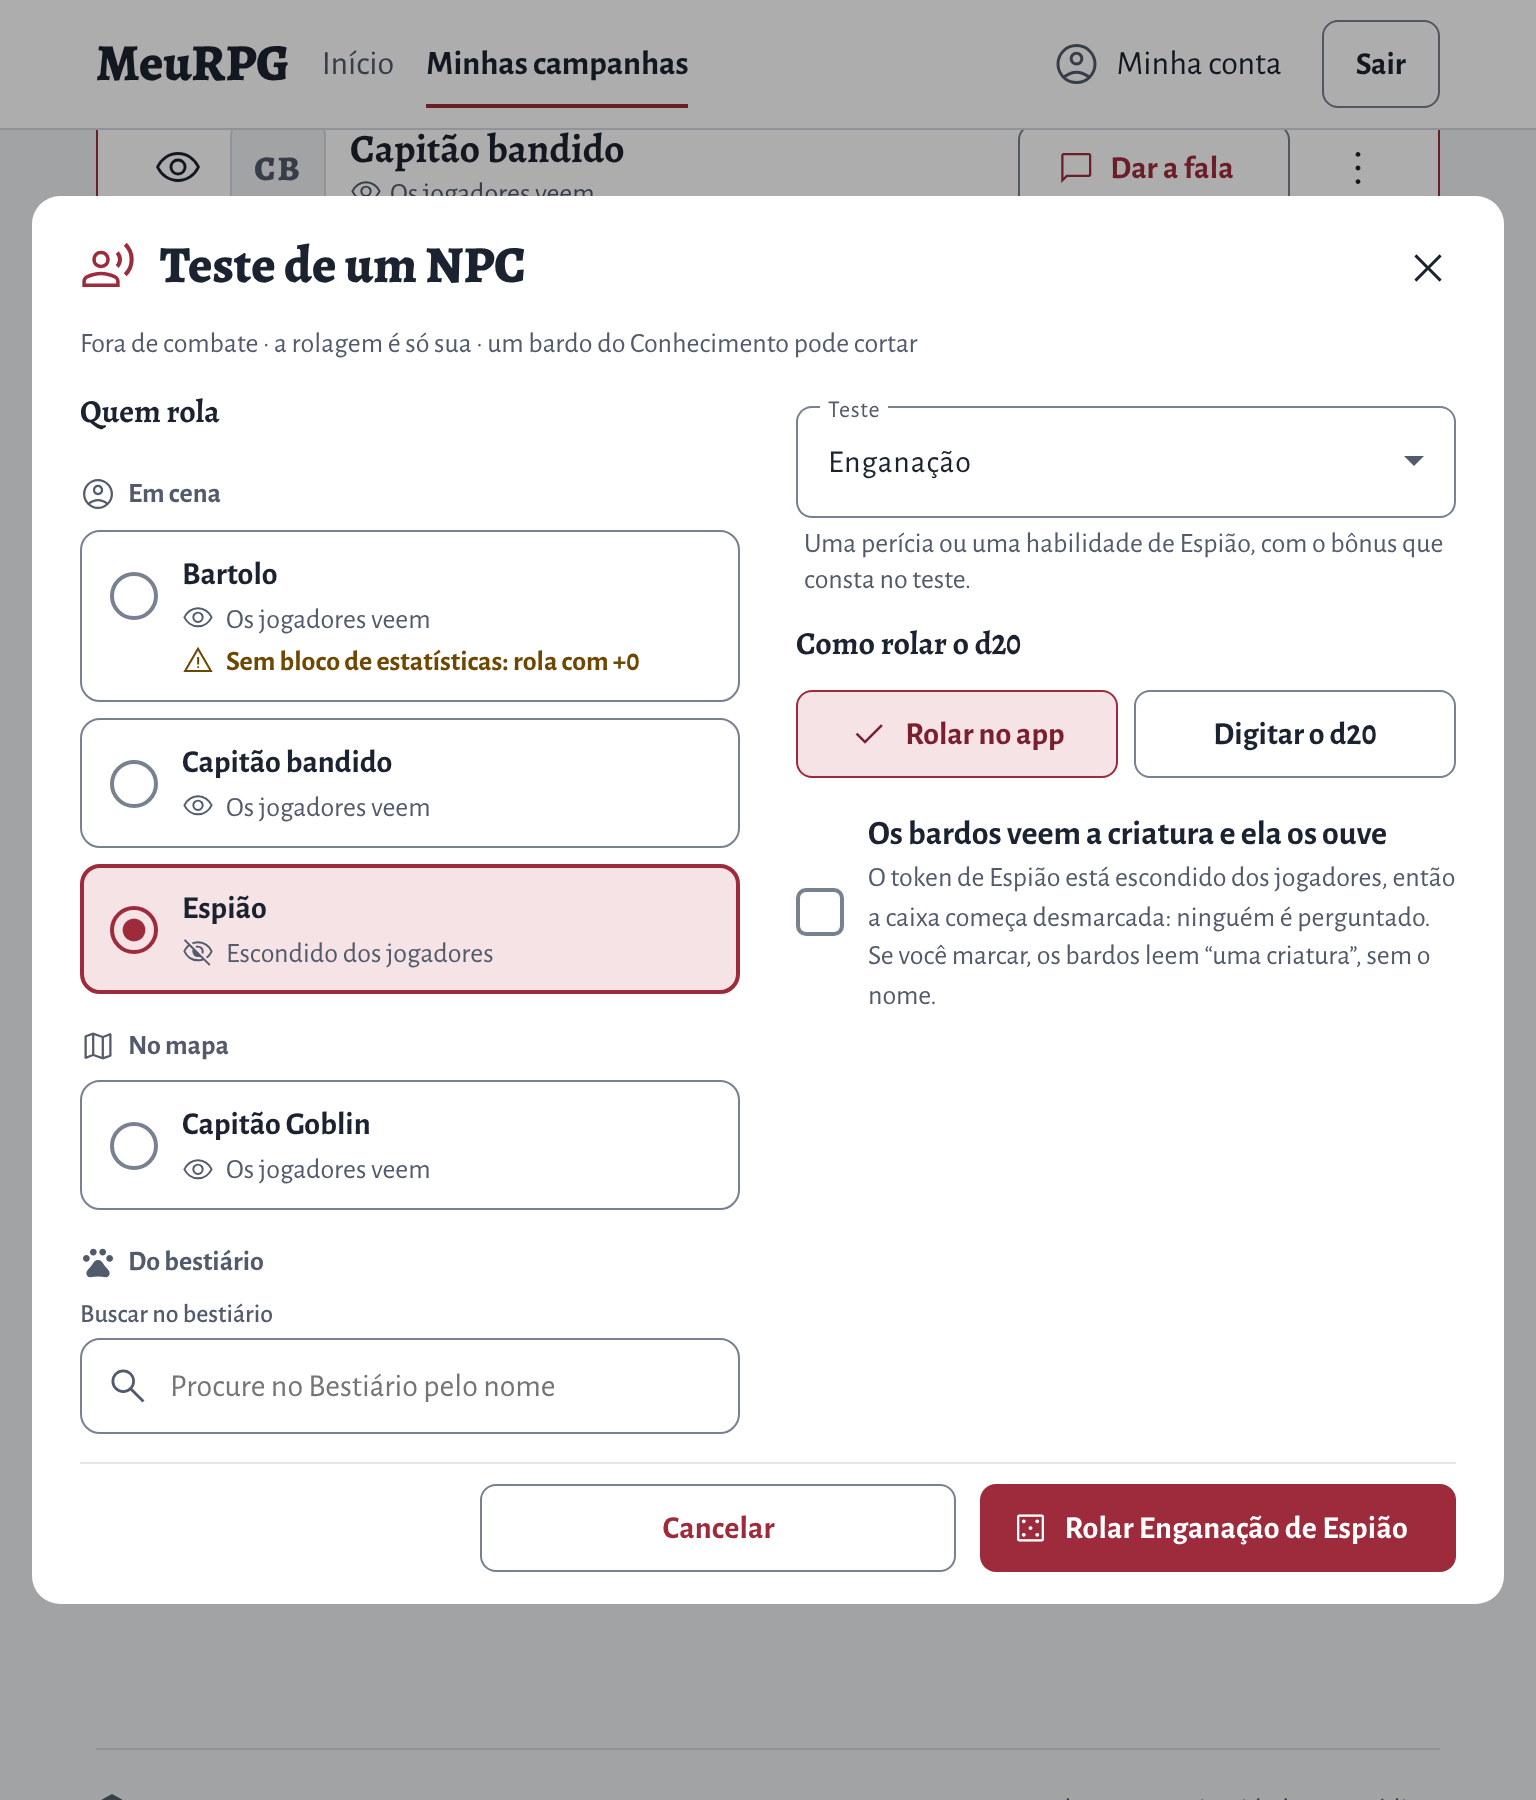 MeuRPG
Início
Minhas campanhas
Minha conta
Sair
CB
Capitão bandido
Os jogadores veem
Dar a fala
Teste de um NPC
Fora de combate · a rolagem é só sua · um bardo do Conhecimento pode cortar
Quem rola
Em cena
Bartolo
Os jogadores veem
Sem bloco de estatísticas: rola com +0
Capitão bandido
Os jogadores veem
Espião
Escondido dos jogadores
No mapa
Capitão Goblin
Os jogadores veem
Do bestiário
Buscar no bestiário
Procure no Bestiário pelo nome
Teste
Enganação
Uma perícia ou uma habilidade de Espião, com o bônus que
consta no teste.
Como rolar o d20
Rolar no app
Digitar o d20
Os bardos veem a criatura e ela os ouve
O token de Espião está escondido dos jogadores, então
a caixa começa desmarcada: ninguém é perguntado.
Se você marcar, os bardos leem “uma criatura”, sem o
nome.
Cancelar
Rolar Enganação de Espião